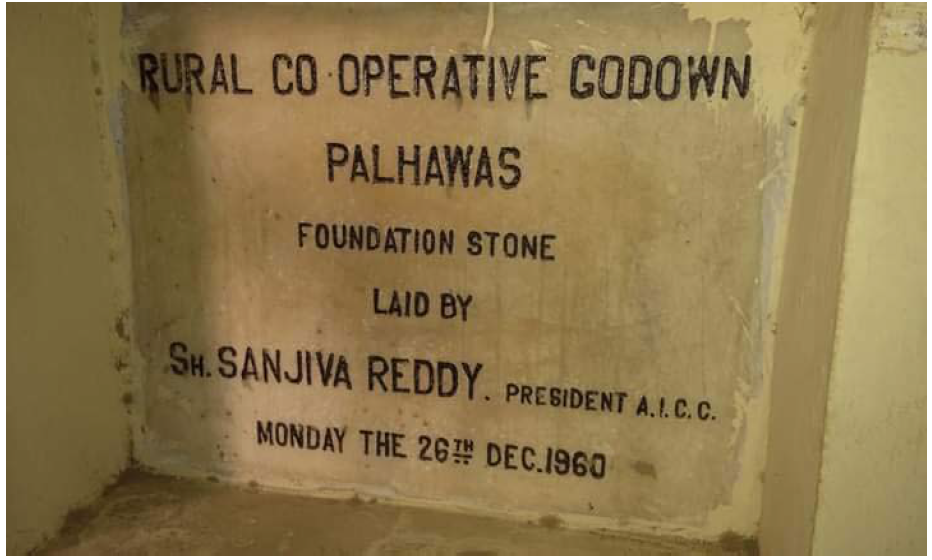 RURAL CO-OPERATIVE GODOWN
PALHAWAS
FOUNDATION STONE
LAID BY
SH. SANJIVA REDDY. PRESIDENT A.I.C.C.
MONDAY THE 26TH DEC. 1960